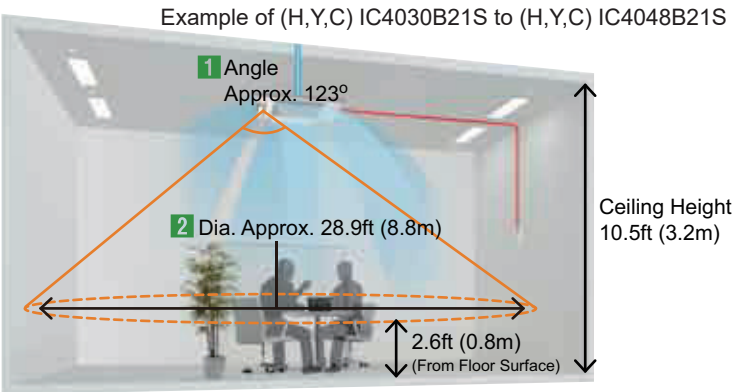 Example of (H,Y,C) IC4030B21S to (H,Y,C) IC4048B21S
1 Angle
Approx. 123º
2 Dia. Approx. 28.9ft (8.8m)
Ceiling Height
10.5ft (3.2m)
2.6ft (0.8m)
(From Floor Surface)